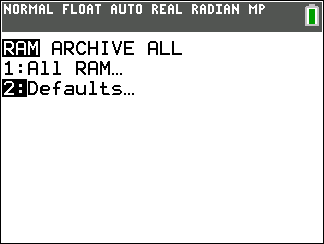 NORMAL FLOAT AUTO REAL RADIAN MP
RAM ARCHIVE ALL
1:All RAM…
2:Defaults…